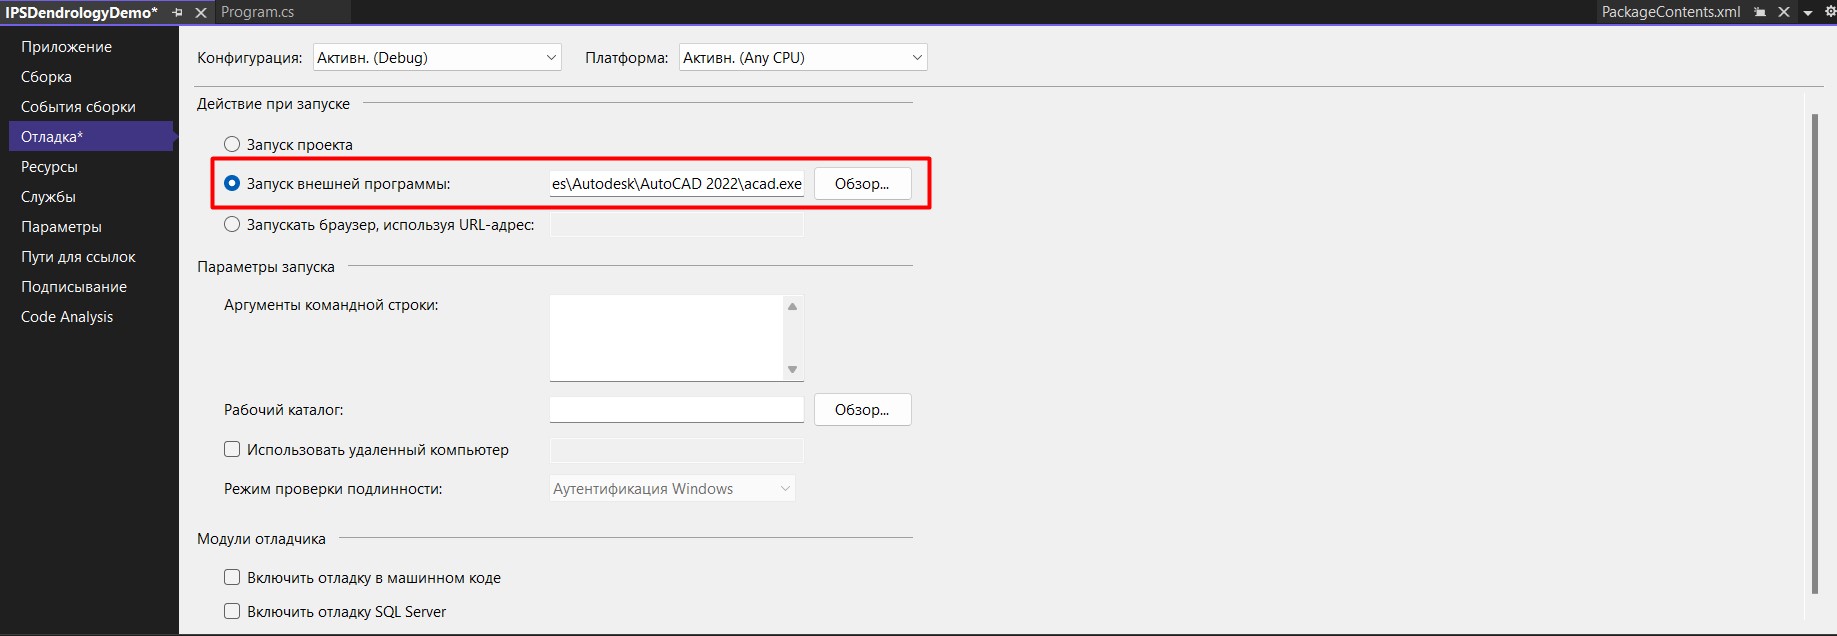 IPSDendrologyDemo* Program.cs PackageContents.xml
Приложение
Сборка
События сборки
Отладка*
Ресурсы
Службы
Параметры
Пути для ссылок
Подписывание
Code Analysis
Конфигурация: Активн. (Debug) Платформа: Активн. (Any CPU)
Действие при запуске
Запуск проекта
Запуск внешней программы: es\Autodesk\AutoCAD 2022\acad.exe Обзор...
Запускать браузер, используя URL-адрес:
Параметры запуска
Аргументы командной строки:
Рабочий каталог: Обзор...
Использовать удаленный компьютер
Режим проверки подлинности: Аутентификация Windows
Модули отладчика
Включить отладку в машинном коде
Включить отладку SQL Server